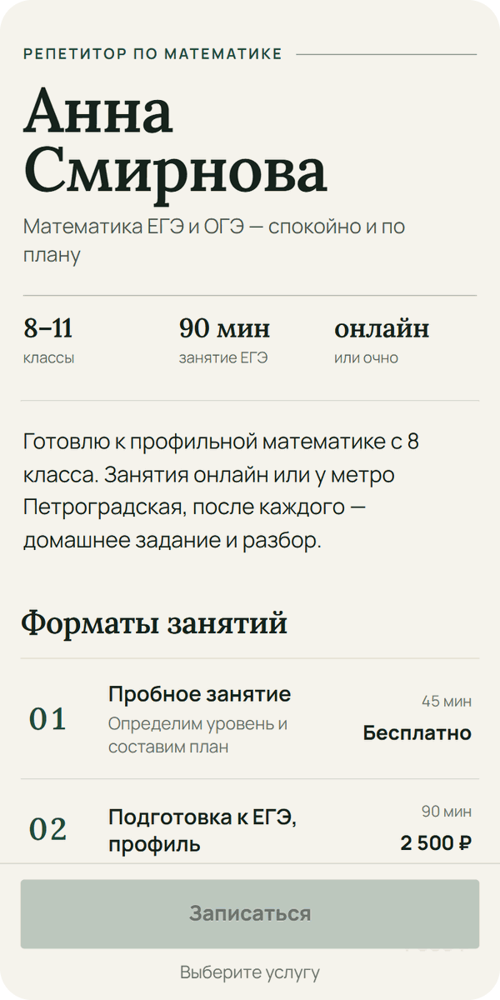 РЕПЕТИТОР ПО МАТЕМАТИКЕ
Анна
Смирнова
Математика ЕГЭ и ОГЭ — спокойно и по
плану
8–11
90 мин
онлайн
классы
занятие ЕГЭ
или очно
Готовлю к профильной математике с 8
класса. Занятия онлайн или у метро
Петроградская, после каждого —
домашнее задание и разбор.
Форматы занятий
01
Пробное занятие
Определим уровень и
составим план
45 мин
Бесплатно
02
Подготовка к ЕГЭ,
профиль
90 мин
2 500 ₽
Записаться
Выберите услугу